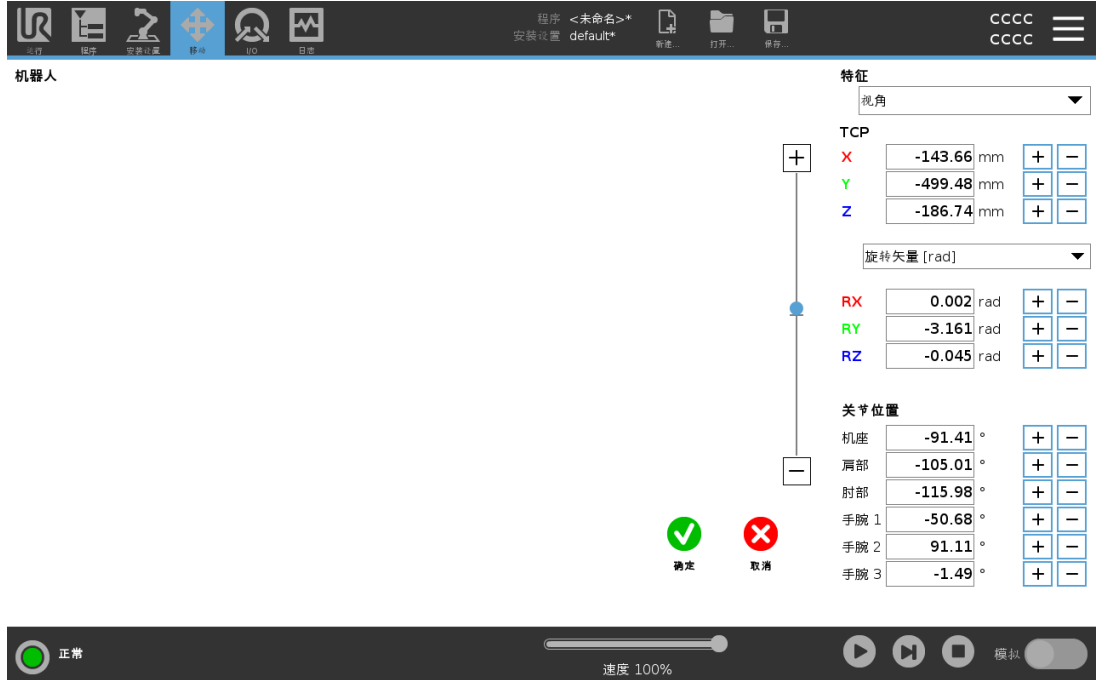 UR
程序 <未命名>*
安装设置 default*
CCCC
CCCC
运行
程序
安装设置
移动
I/O
日志
新建...
打开...
保存...
机器人
特征
视角
TCP
X -143.66 mm + −
Y -499.48 mm + −
Z -186.74 mm + −
旋转矢量 [rad]
RX 0.002 rad + −
RY -3.161 rad + −
RZ -0.045 rad + −
关节位置
机座 -91.41 ° + −
肩部 -105.01 ° + −
肘部 -115.98 ° + −
手腕 1 -50.68 ° + −
手腕 2 91.11 ° + −
手腕 3 -1.49 ° + −
确定
取消
正常
速度 100%
模拟